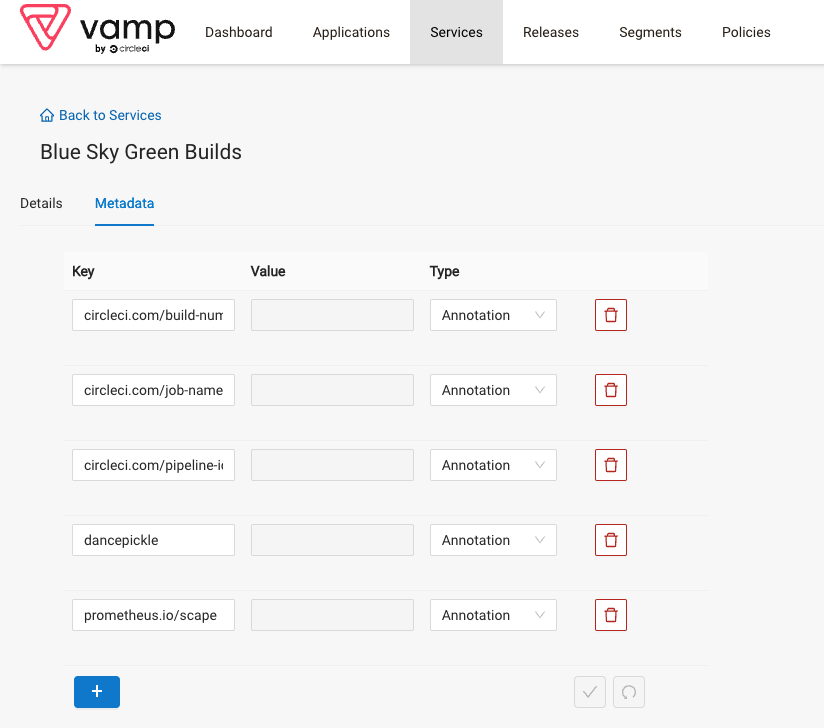 vamp
by circleci
Dashboard Applications Services Releases Segments Policies
Back to Services
Blue Sky Green Builds
Details Metadata
Key Value Type
circleci.com/build-num Annotation
circleci.com/job-name Annotation
circleci.com/pipeline-i Annotation
dancepickle Annotation
prometheus.io/scape Annotation
+